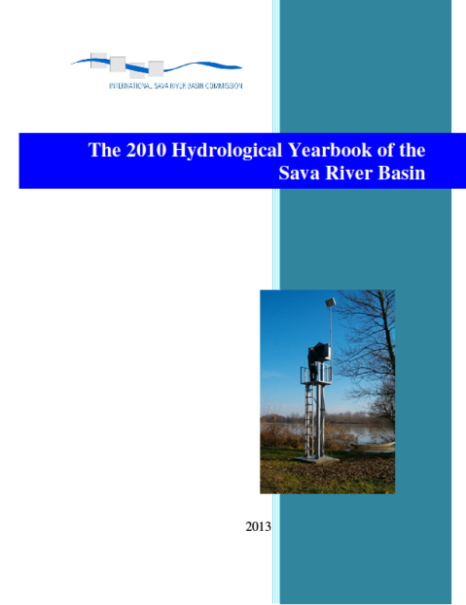 INTERNATIONAL SAVA RIVER BASIN COMMISSION
The 2010 Hydrological Yearbook of the
Sava River Basin
2013